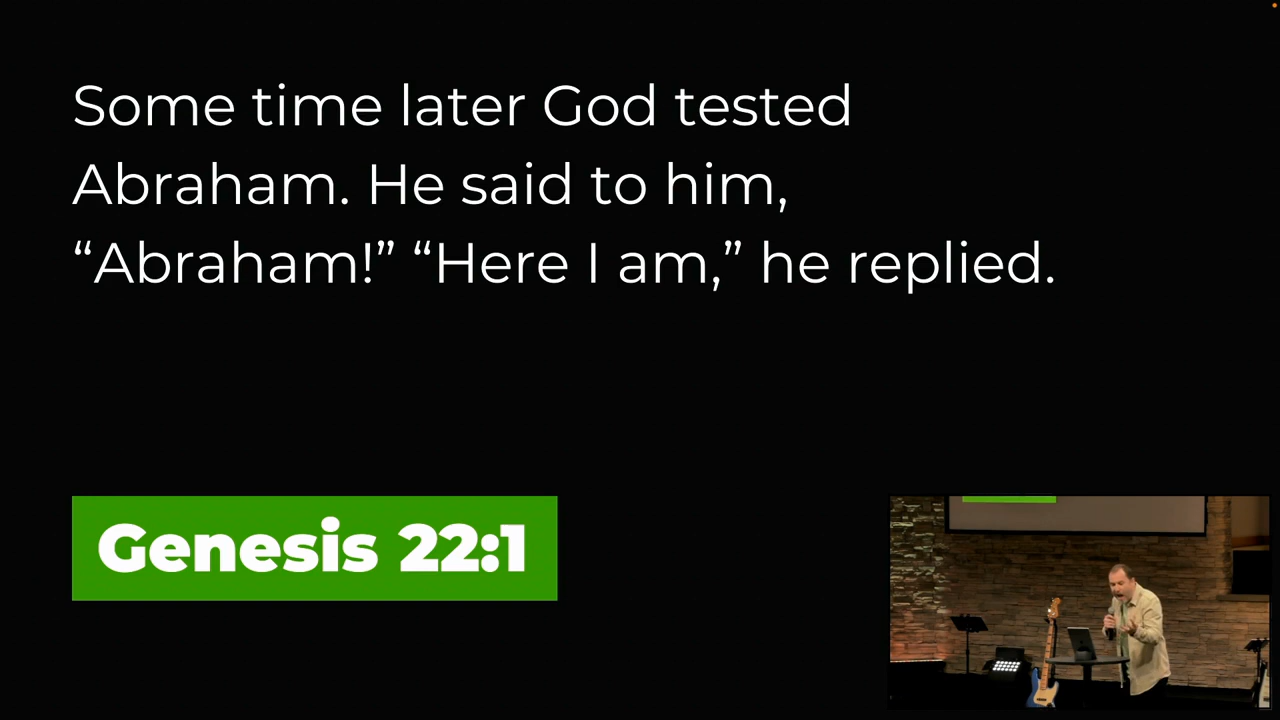 Some time later God tested
Abraham. He said to him,
“Abraham!” “Here I am,” he replied.
Genesis 22:1